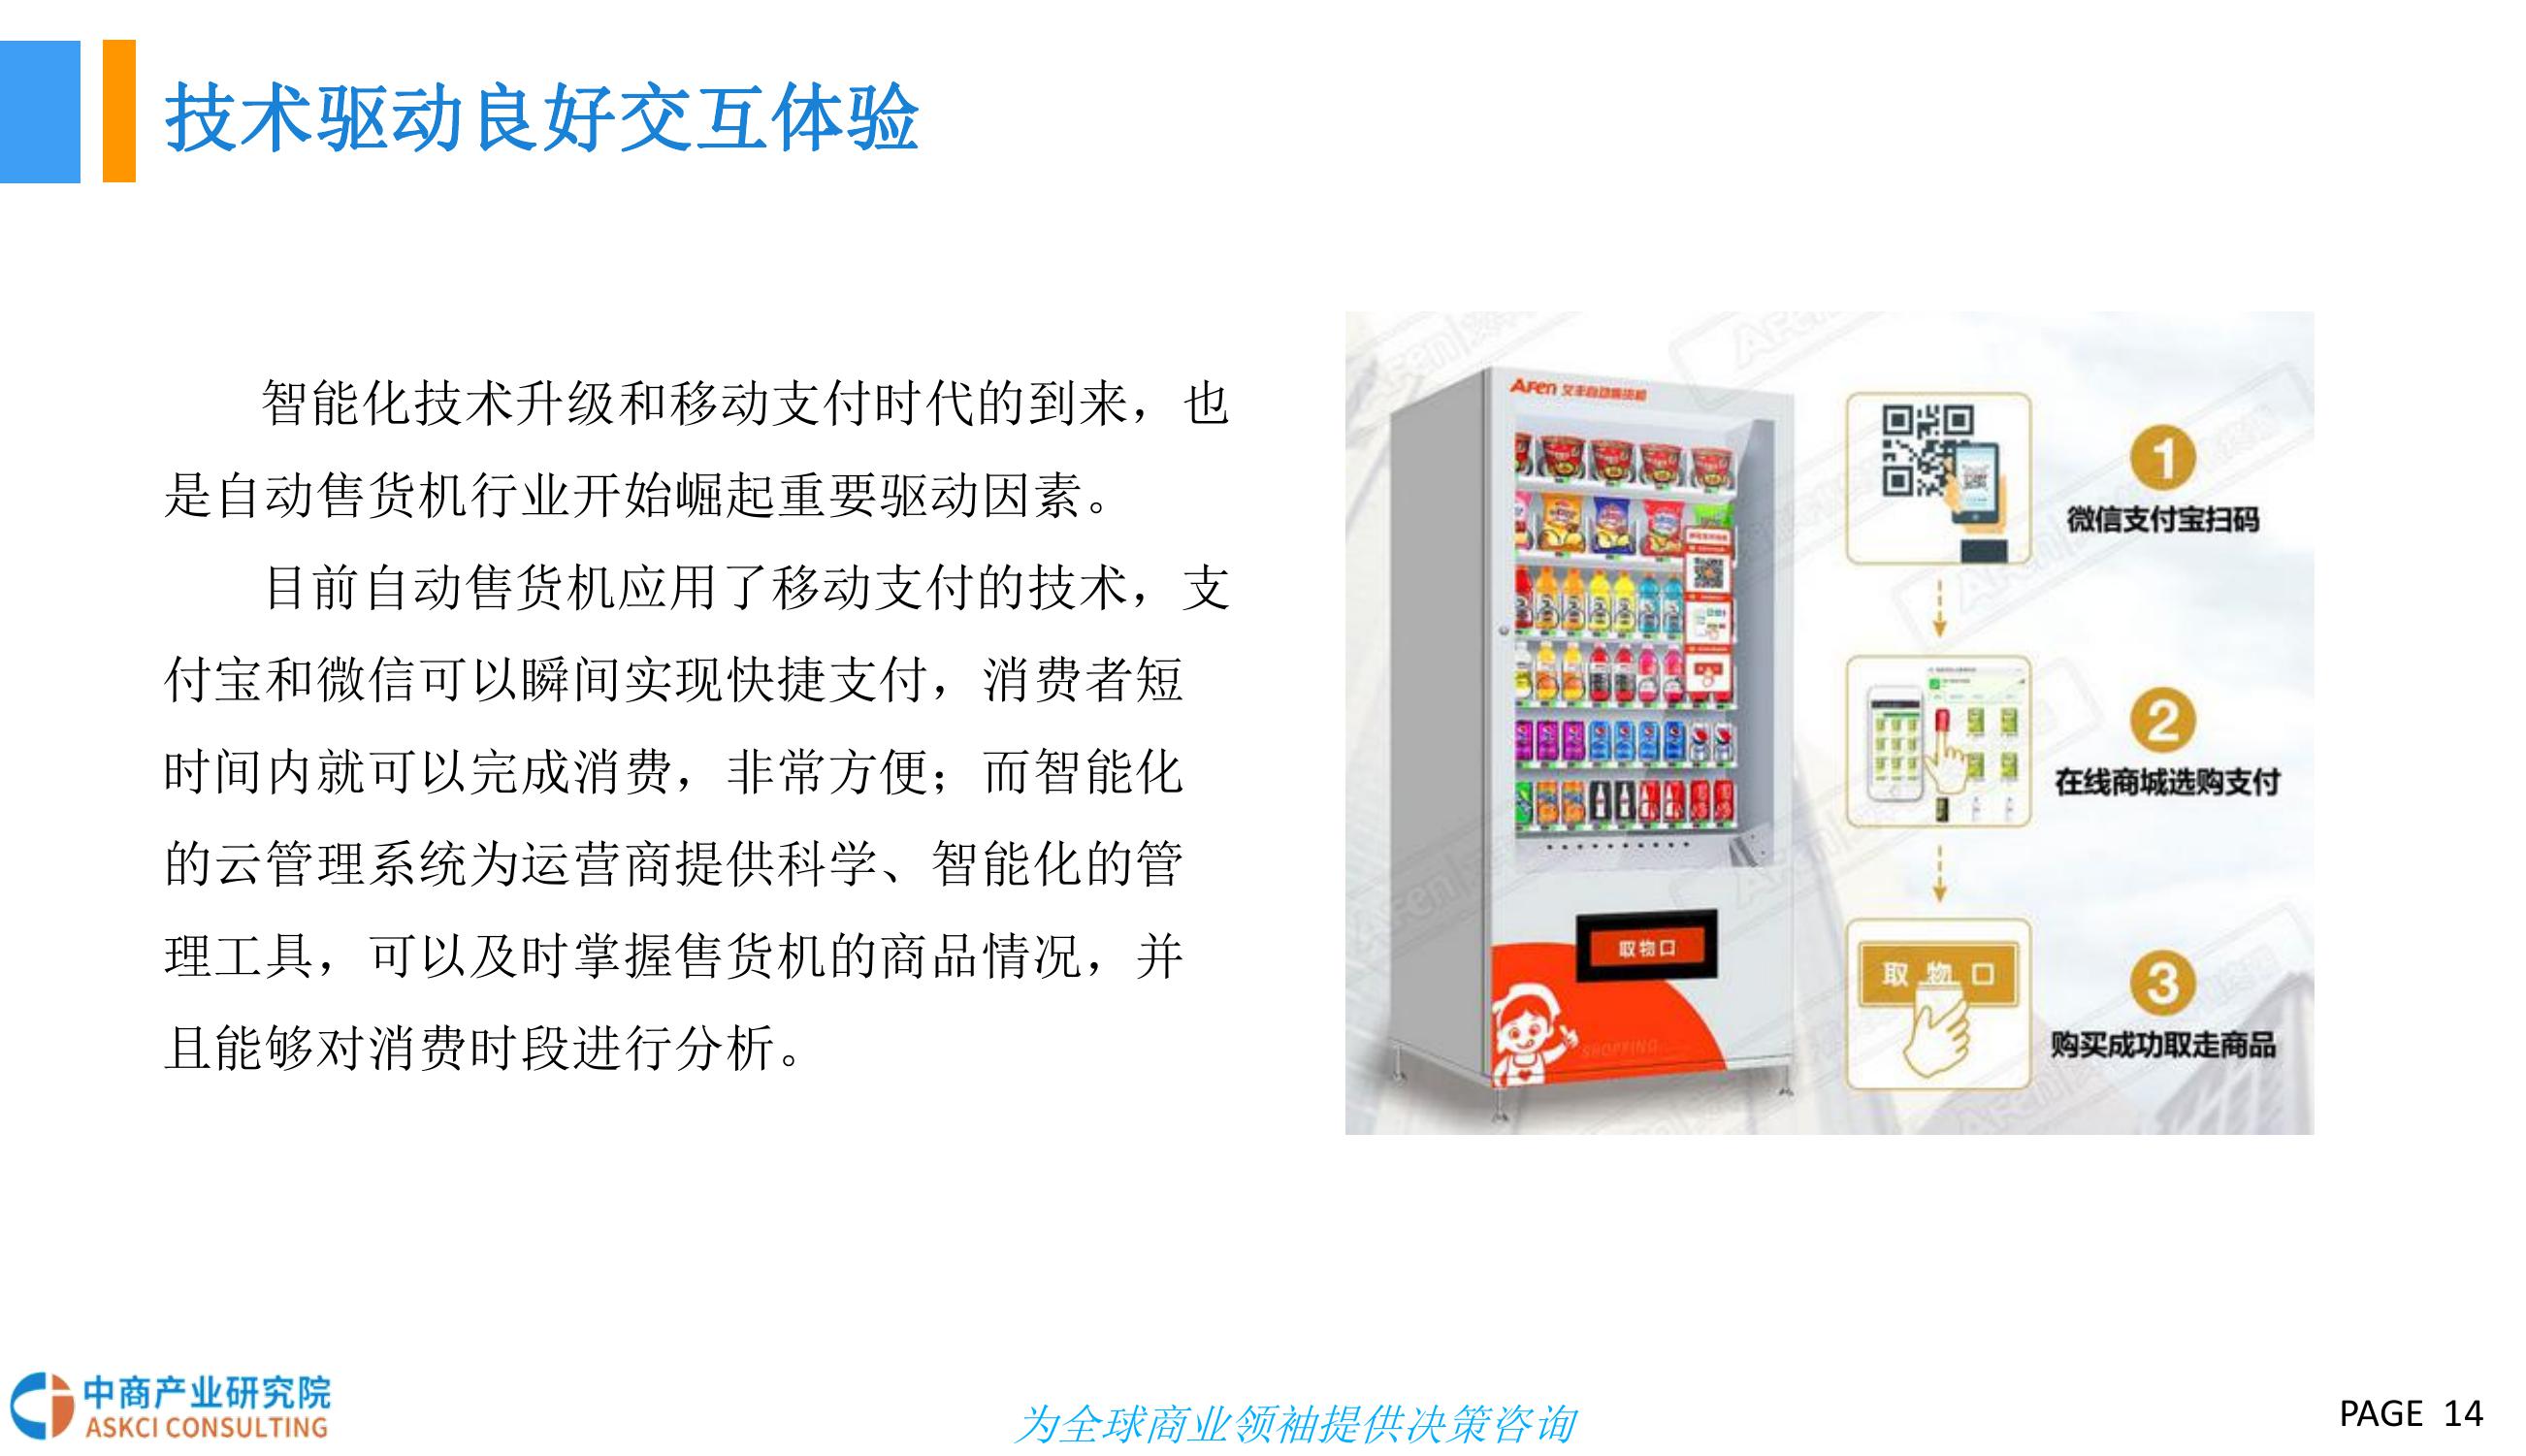 技术驱动良好交互体验
智能化技术升级和移动支付时代的到来，也
是自动售货机行业开始崛起重要驱动因素。
目前自动售货机应用了移动支付的技术，支
付宝和微信可以瞬间实现快捷支付，消费者短
时间内就可以完成消费，非常方便；而智能化
的云管理系统为运营商提供科学、智能化的管
理工具，可以及时掌握售货机的商品情况，并
且能够对消费时段进行分析。
AFen 艾丰自动售货机
取物口
SHOPPING
1
微信支付宝扫码
2
在线商城选购支付
取物口
3
购买成功取走商品
中商产业研究院
ASKCI CONSULTING
为全球商业领袖提供决策咨询
PAGE 14